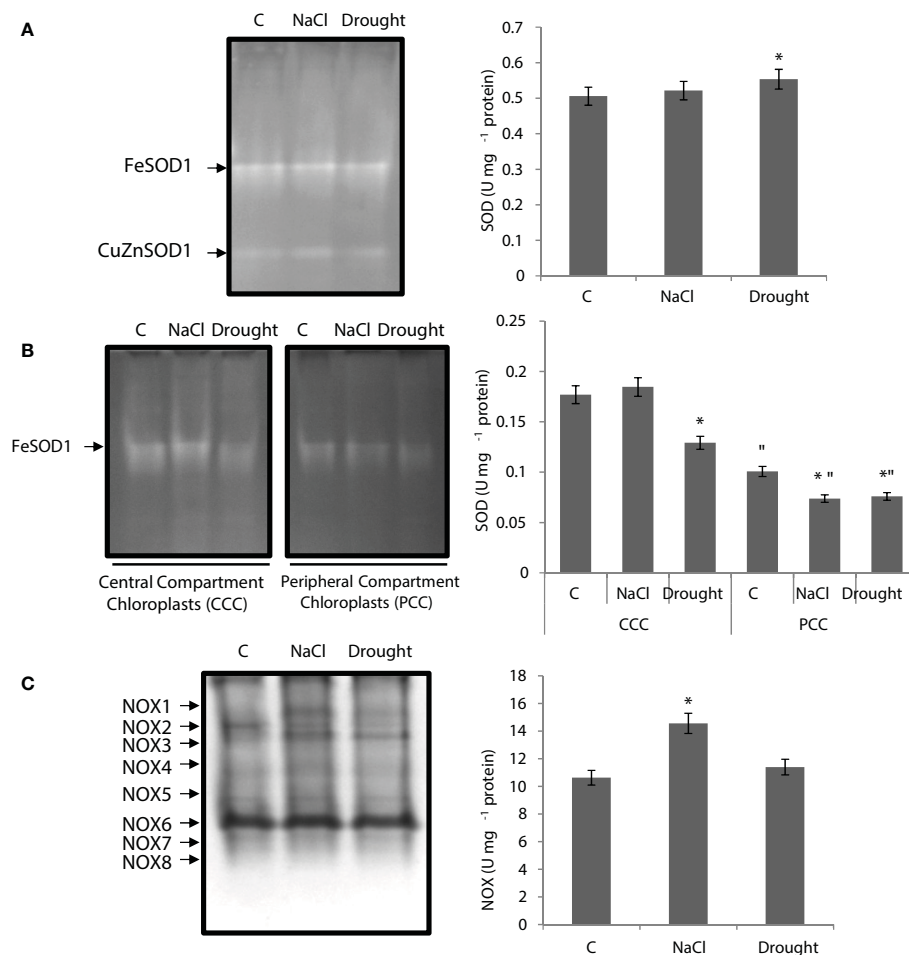 A
C NaCl Drought
FeSOD1
CuZnSOD1
SOD (U mg -1 protein)
0.7
0.6
0.5
0.4
0.3
0.2
0.1
0
*
C NaCl Drought
B
C NaCl Drought
C NaCl Drought
FeSOD1
Central Compartment
Chloroplasts (CCC)
Peripheral Compartment
Chloroplasts (PCC)
SOD (U mg -1 protein)
0.25
0.2
0.15
0.1
0.05
0
*
"
* "
*"
C NaCl Drought C NaCl Drought
CCC PCC
C
C NaCl Drought
NOX1
NOX2
NOX3
NOX4
NOX5
NOX6
NOX7
NOX8
NOX (U mg -1 protein)
18
16
14
12
10
8
6
4
2
0
*
C NaCl Drought